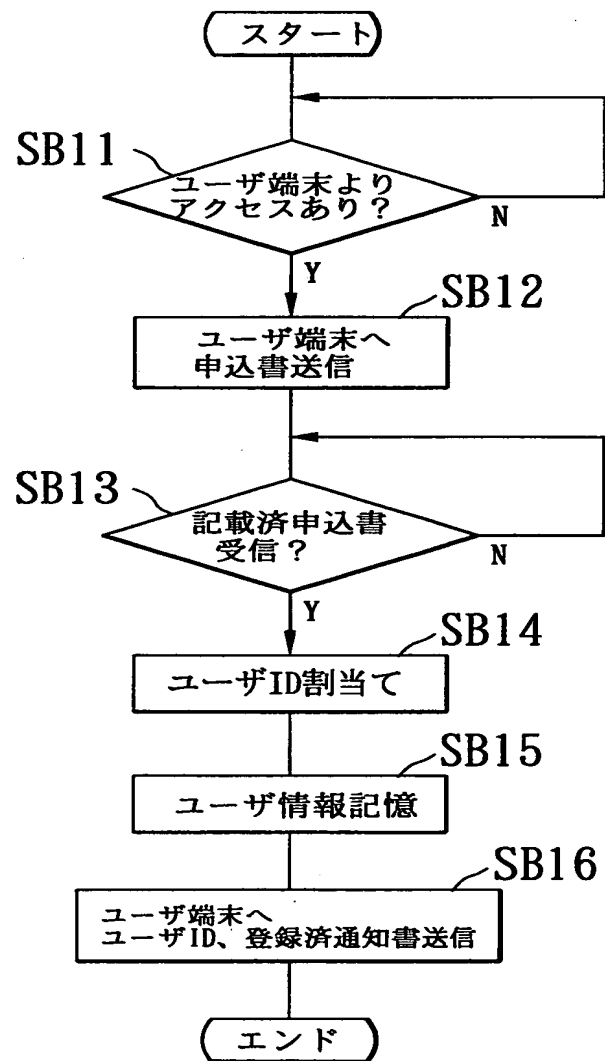 スタート
SB11
ユーザ端末より
アクセスあり？
N
Y
SB12
ユーザ端末へ
申込書送信
SB13
記載済申込書
受信？
N
Y
SB14
ユーザID割当て
SB15
ユーザ情報記憶
SB16
ユーザ端末へ
ユーザID、登録済通知書送信
エンド